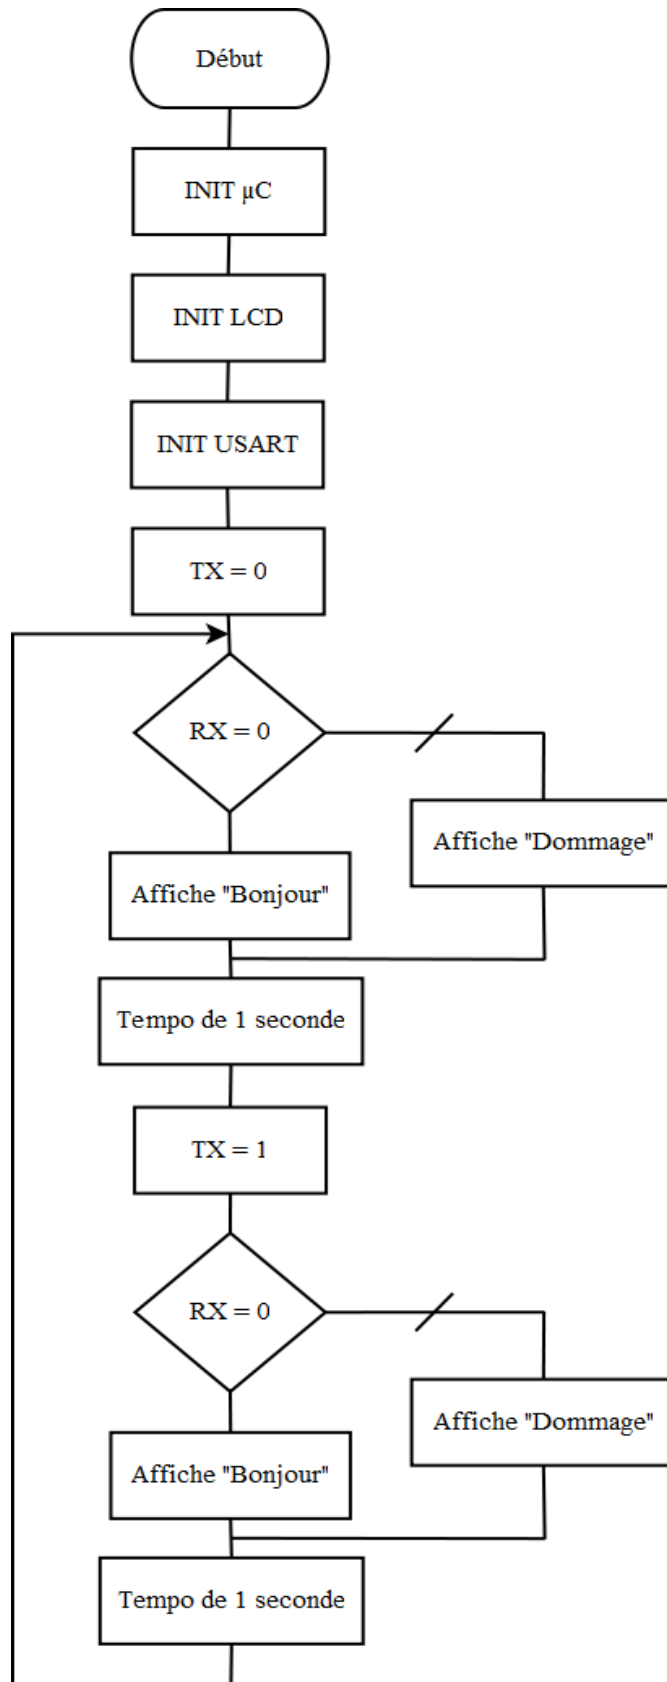 Début
INIT µC
INIT LCD
INIT USART
TX = 0
RX = 0
Affiche "Dommage"
Affiche "Bonjour"
Tempo de 1 seconde
TX = 1
RX = 0
Affiche "Dommage"
Affiche "Bonjour"
Tempo de 1 seconde